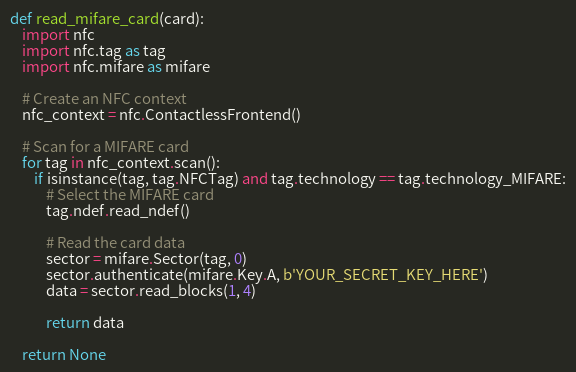 def read_mifare_card(card):
    import nfc
    import nfc.tag as tag
    import nfc.mifare as mifare

    # Create an NFC context
    nfc_context = nfc.ContactlessFrontend()

    # Scan for a MIFARE card
    for tag in nfc_context.scan():
        if isinstance(tag, tag.NFCTag) and tag.technology == tag.technology_MIFARE:
            # Select the MIFARE card
            tag.ndef.read_ndef()

            # Read the card data
            sector = mifare.Sector(tag, 0)
            sector.authenticate(mifare.Key.A, b'YOUR_SECRET_KEY_HERE')
            data = sector.read_blocks(1, 4)

            return data

    return None